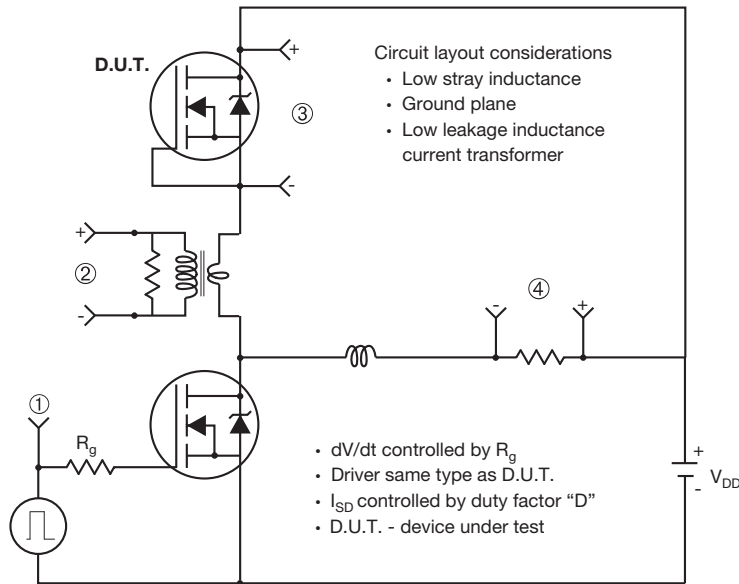 +
D.U.T.
Circuit layout considerations
• Low stray inductance
• Ground plane
• Low leakage inductance
current transformer
③
-
+
②
-
④
-
+
①
Rg
+
VDD
-
• dV/dt controlled by Rg
• Driver same type as D.U.T.
• ISD controlled by duty factor “D”
• D.U.T. - device under test